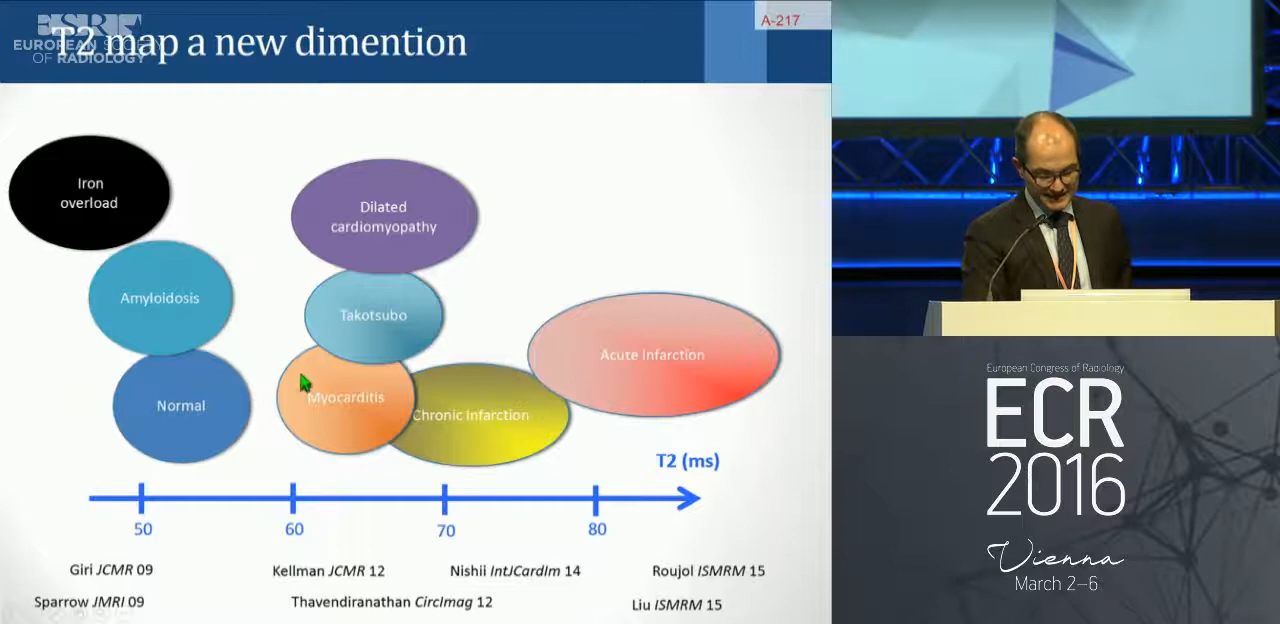 ESR
EUROPEAN SOCIETY
OF RADIOLOGY
T2 map a new dimention
A-217
Iron
overload
Dilated
cardiomyopathy
Amyloidosis
Takotsubo
Acute Infarction
Normal
Myocarditis
Chronic Infarction
T2 (ms)
50
60
70
80
Giri JCMR 09
Kellman JCMR 12
Nishii IntJCardIm 14
Roujol ISMRM 15
Sparrow JMRI 09
Thavendiranathan CircImag 12
Liu ISMRM 15
European Congress of Radiology
ECR
2016
Vienna
March 2–6